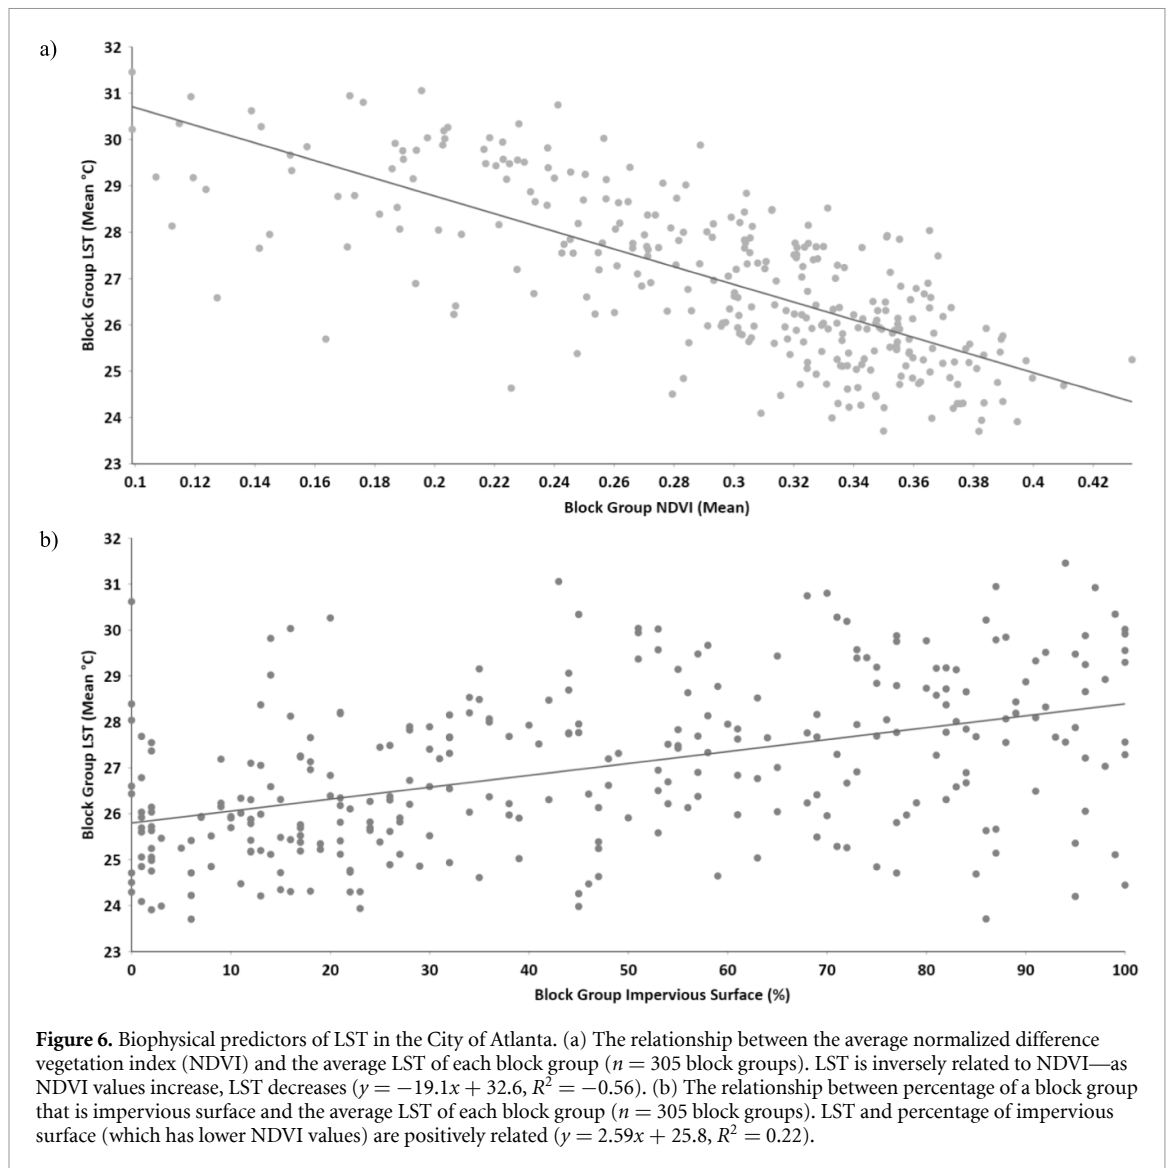 a)
32
31
30
29
28
27
26
25
24
23
Block Group LST (Mean °C)
0.1 0.12 0.14 0.16 0.18 0.2 0.22 0.24 0.26 0.28 0.3 0.32 0.34 0.36 0.38 0.4 0.42
Block Group NDVI (Mean)
b)
32
31
30
29
28
27
26
25
24
23
Block Group LST (Mean °C)
0 10 20 30 40 50 60 70 80 90 100
Block Group Impervious Surface (%)
Figure 6. Biophysical predictors of LST in the City of Atlanta. (a) The relationship between the average normalized difference
vegetation index (NDVI) and the average LST of each block group (n = 305 block groups). LST is inversely related to NDVI—as
NDVI values increase, LST decreases (y = −19.1x + 32.6, R² = −0.56). (b) The relationship between percentage of a block group
that is impervious surface and the average LST of each block group (n = 305 block groups). LST and percentage of impervious
surface (which has lower NDVI values) are positively related (y = 2.59x + 25.8, R² = 0.22).